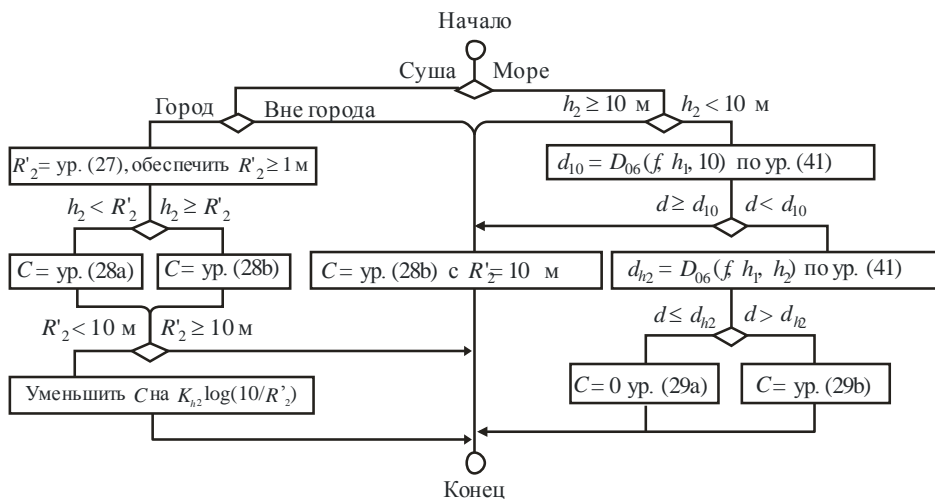 Начало
Суша Море
Город Вне города
h₂ ≥ 10 м h₂ < 10 м
R'₂ = ур. (27), обеспечить R'₂ ≥ 1 м
d₁₀ = D₀₆(f, h₁, 10) по ур. (41)
h₂ < R'₂ h₂ ≥ R'₂
d ≥ d₁₀ d < d₁₀
C = ур. (28a)
C = ур. (28b)
C = ур. (28b) с R'₂= 10 м
d_h2 = D₀₆(f, h₁, h₂) по ур. (41)
R'₂ < 10 м R'₂ ≥ 10 м
d ≤ d_h2 d > d_h2
Уменьшить C на K_h2 log(10/R’₂)
C = 0 ур. (29a)
C = ур. (29b)
Конец